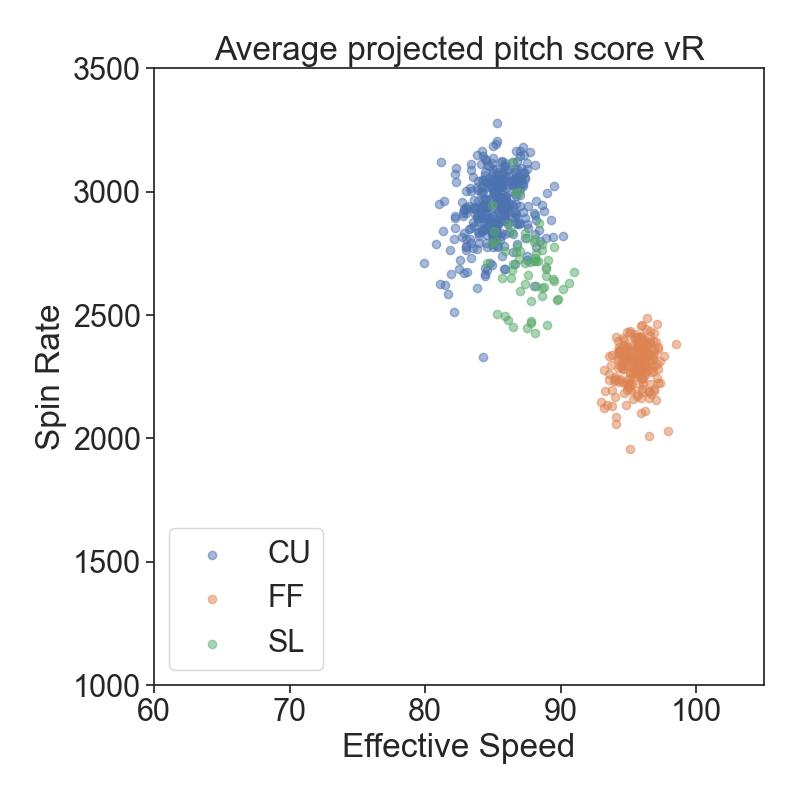 Average projected pitch score vR
3500
3000
2500
2000
1500
1000
Spin Rate
CU
FF
SL
60 70 80 90 100
Effective Speed